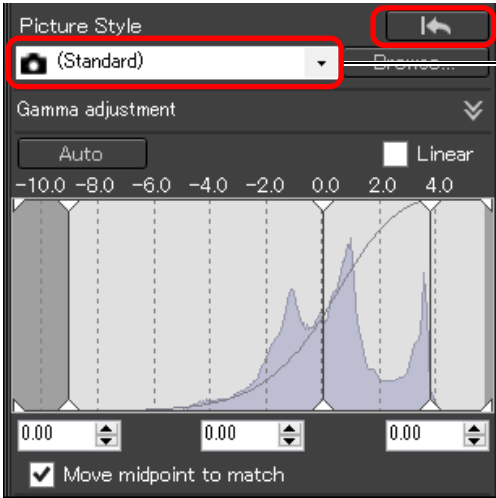 Picture Style
(Standard)
Browse...
Gamma adjustment
Auto
Linear
-10.0 -8.0 -6.0 -4.0 -2.0 0.0 2.0 4.0
0.00 0.00 0.00
Move midpoint to match